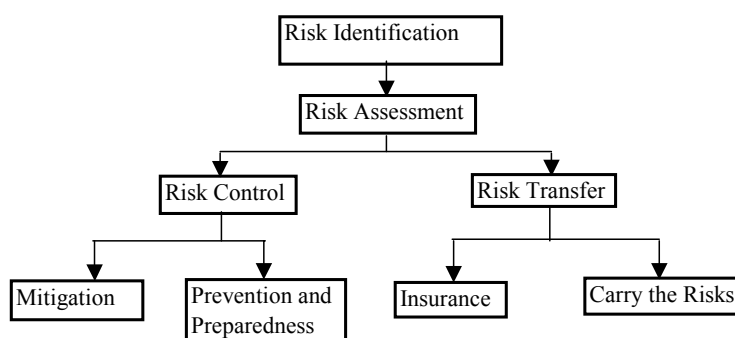 Risk Identification
Risk Assessment
Risk Control
Risk Transfer
Mitigation
Prevention and
Preparedness
Insurance
Carry the Risks